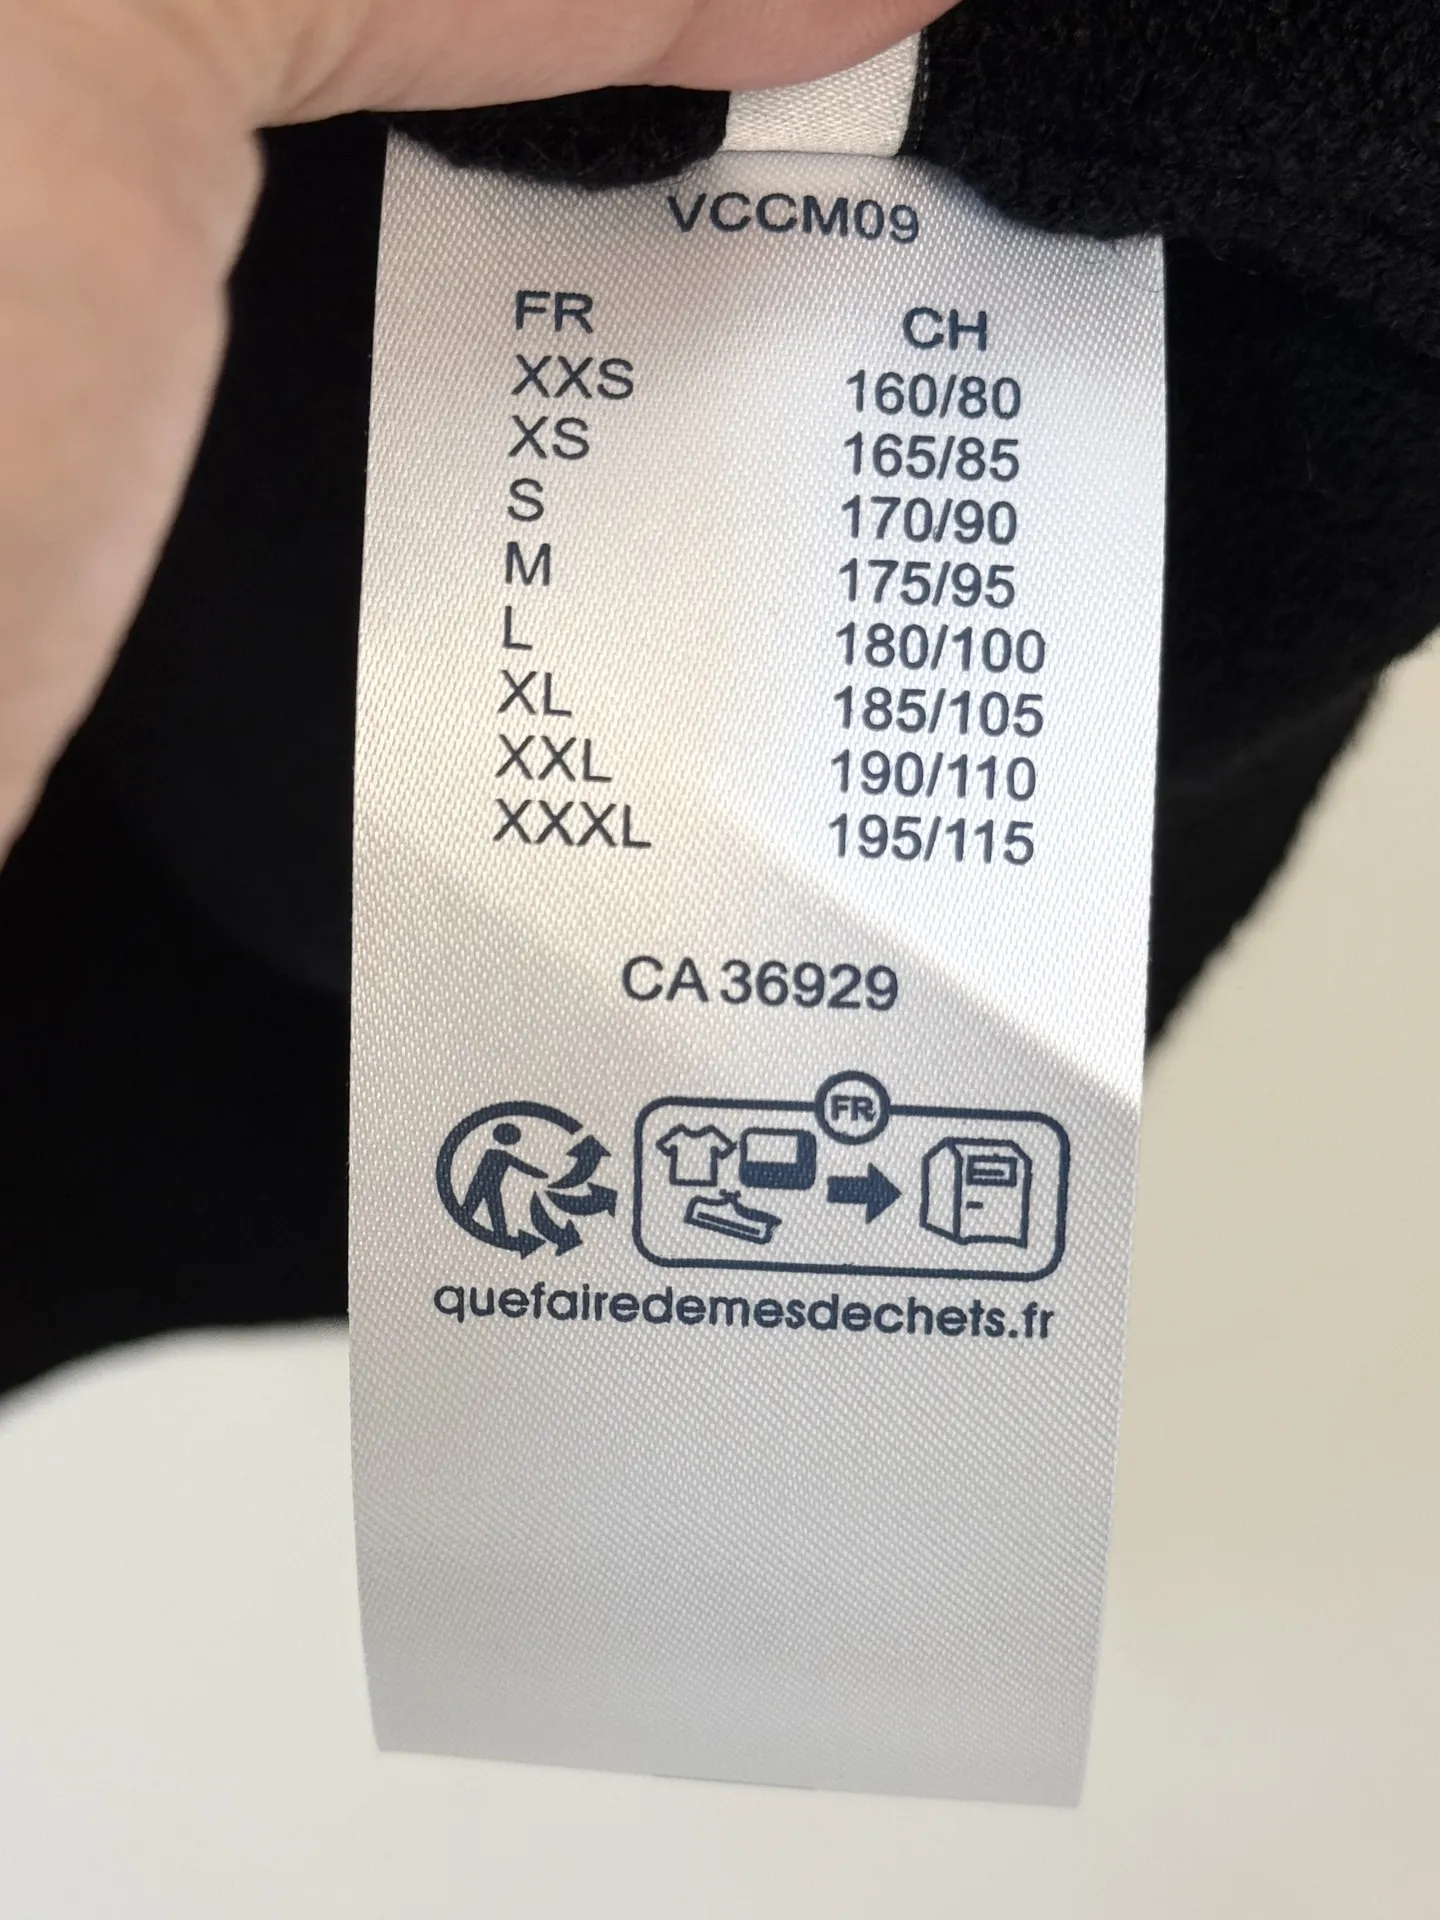 VCCM09
FR CH
XXS 160/80
XS 165/85
S 170/90
M 175/95
L 180/100
XL 185/105
XXL 190/110
XXXL 195/115
CA 36929
FR
quefairedemesdechets.fr